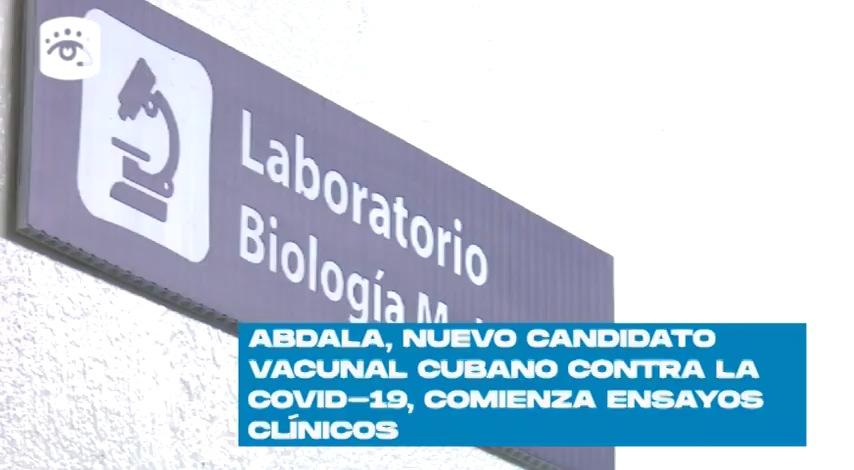 Laboratorio
Biología
ABDALA, NUEVO CANDIDATO
VACUNAL CUBANO CONTRA LA
COVID–19, COMIENZA ENSAYOS
CLÍNICOS